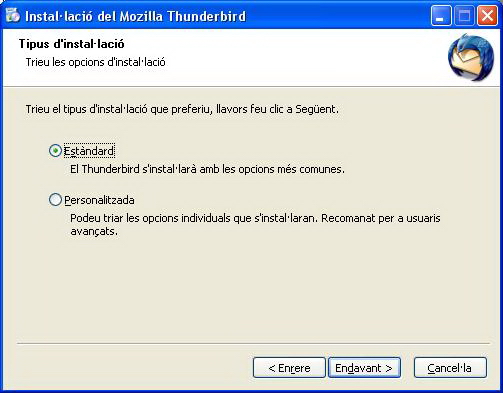 Instal·lació del Mozilla Thunderbird
Tipus d'instal·lació
Trieu les opcions d'instal·lació
Trieu el tipus d'instal·lació que preferiu, llavors feu clic a Següent.
Estàndard
El Thunderbird s'instal·larà amb les opcions més comunes.
Personalitzada
Podeu triar les opcions individuals que s'instal·laran. Recomanat per a usuaris
avançats.
< Enrere
Endavant >
Cancel·la